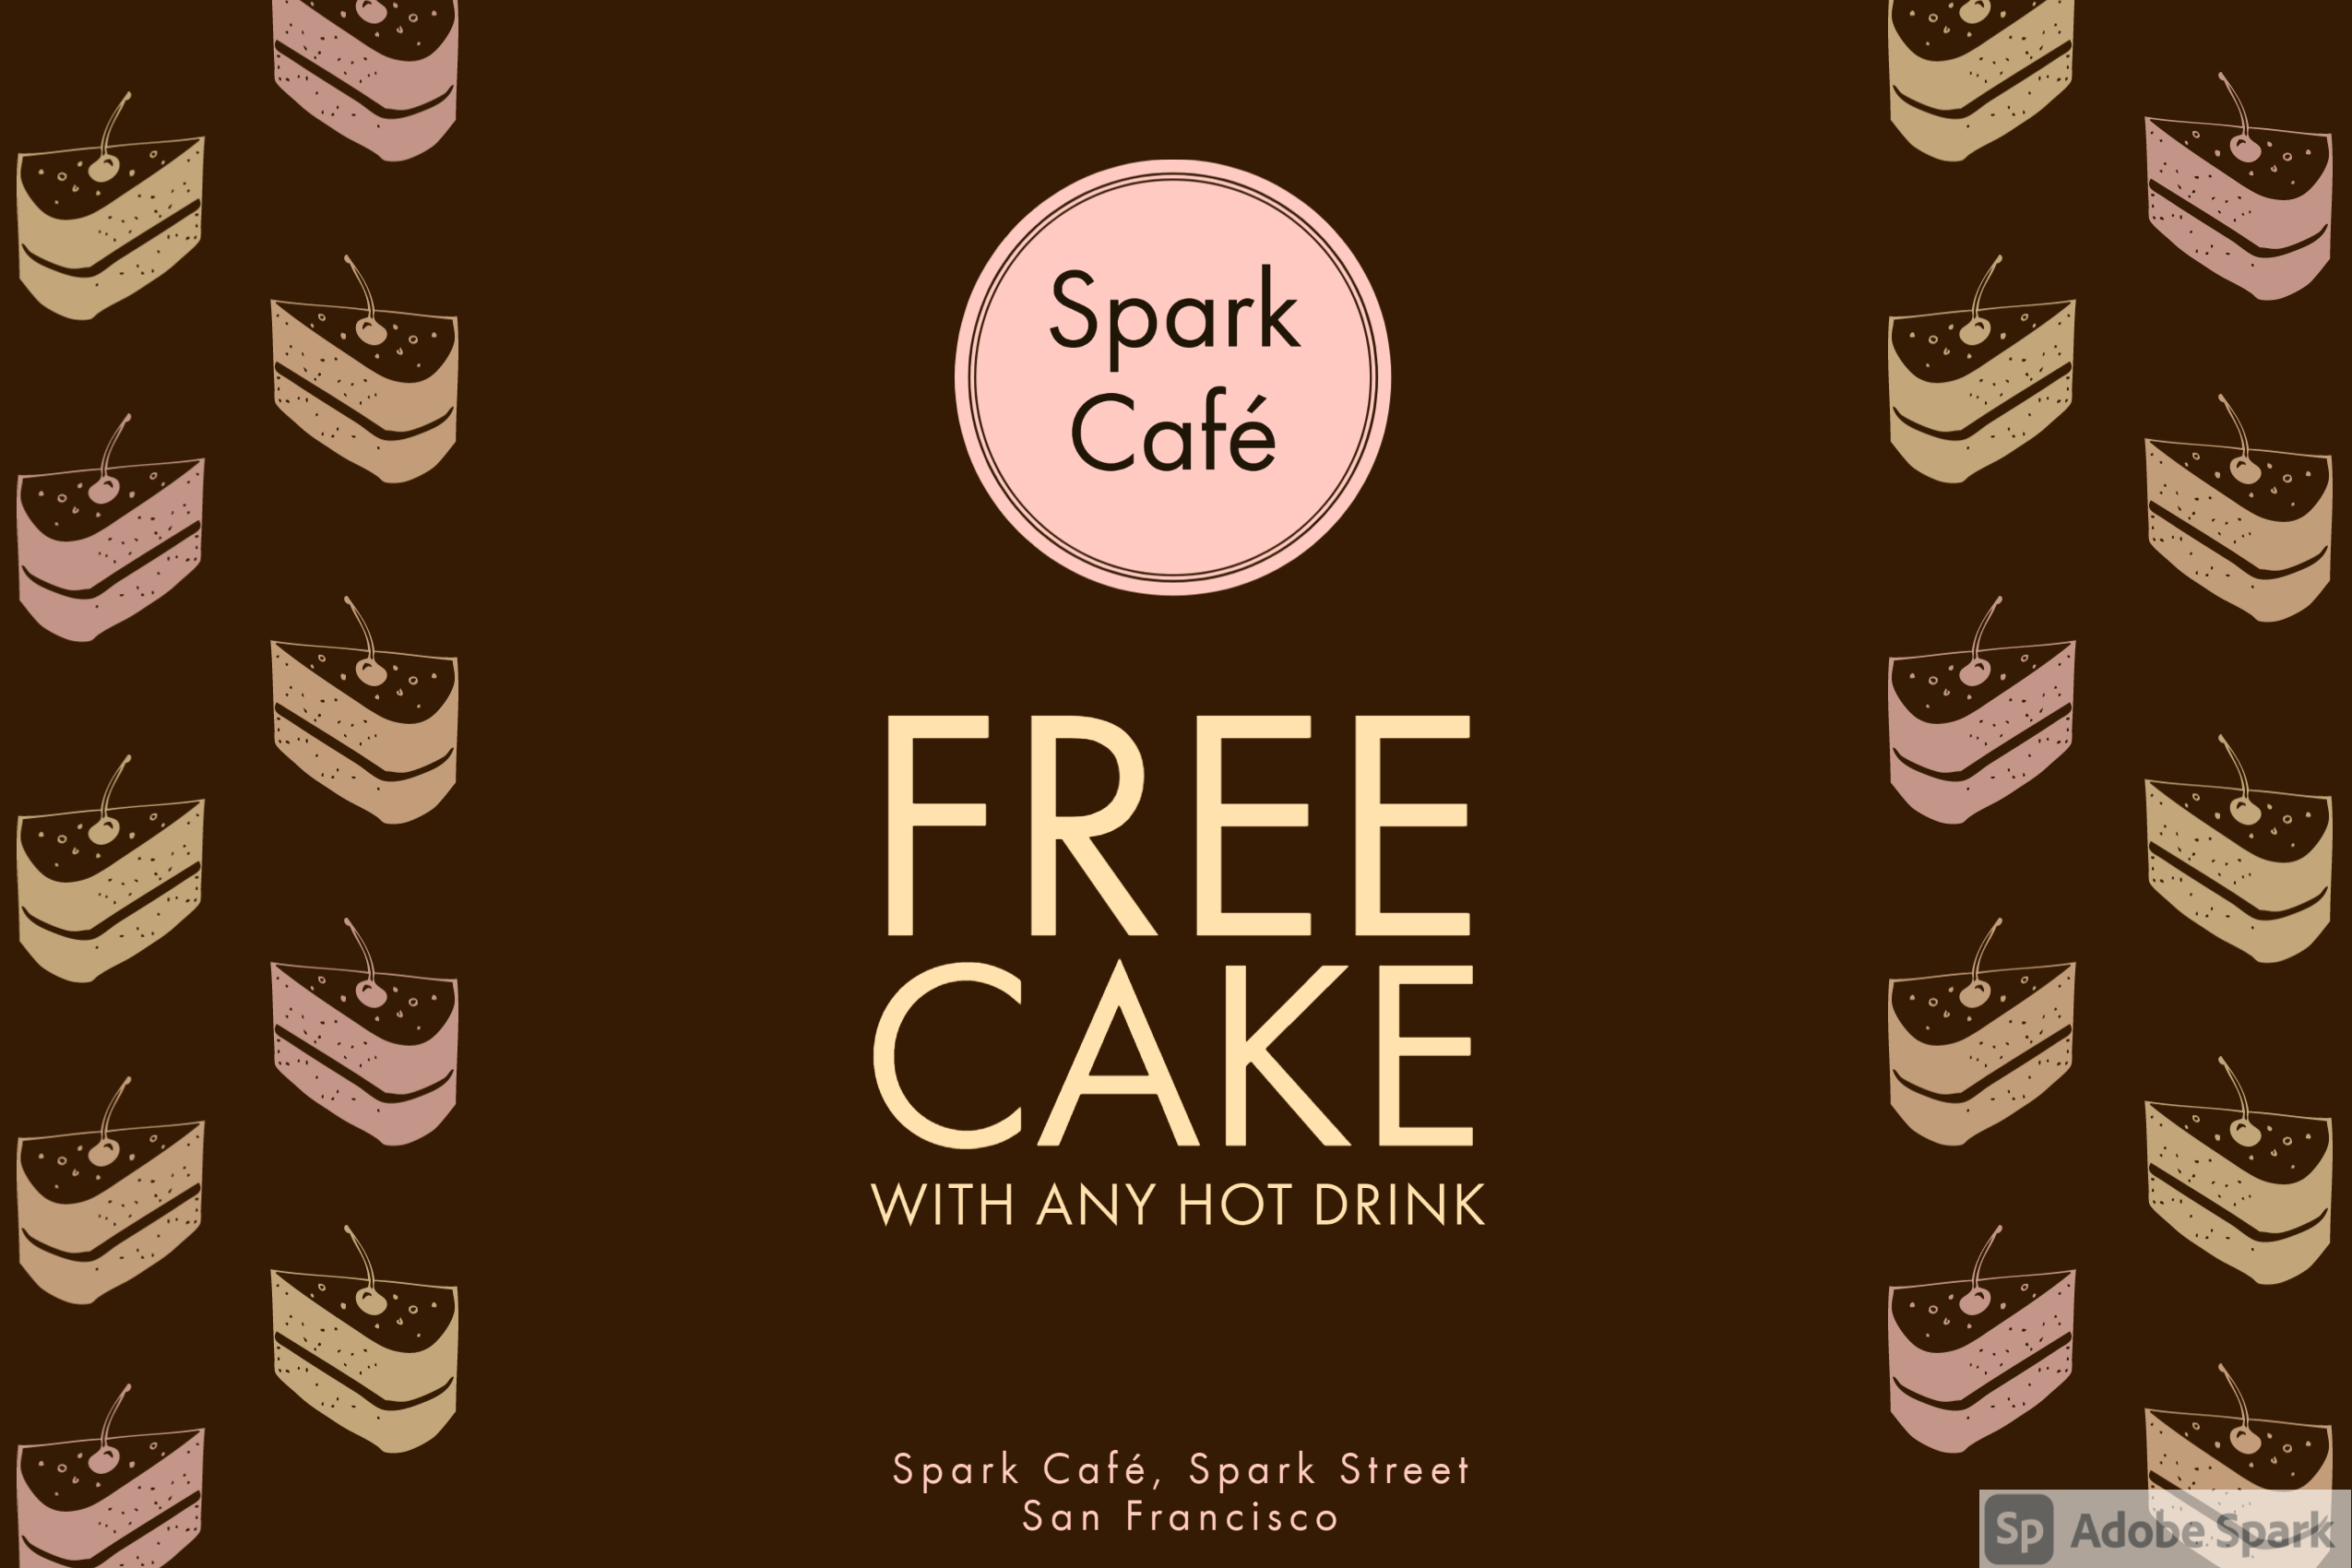 Spark
Café
FREE
CAKE
WITH ANY HOT DRINK
Spark Café, Spark Street
San Francisco
Sp Adobe Spark